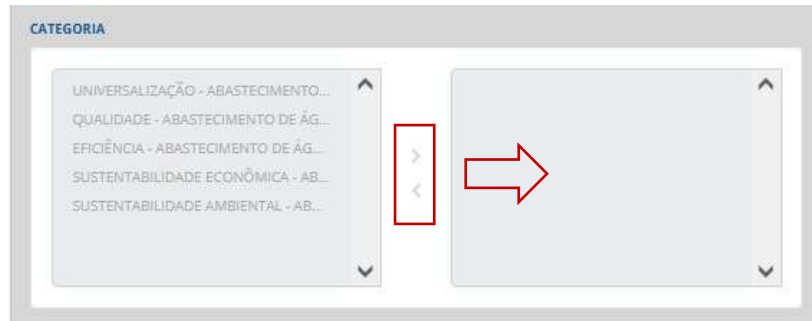 CATEGORIA
UNIVERSALIZAÇÃO - ABASTECIMENTO...
QUALIDADE - ABASTECIMENTO DE ÁG...
EFICIÊNCIA - ABASTECIMENTO DE ÁG...
SUSTENTABILIDADE ECONÔMICA - AB...
SUSTENTABILIDADE AMBIENTAL - AB...